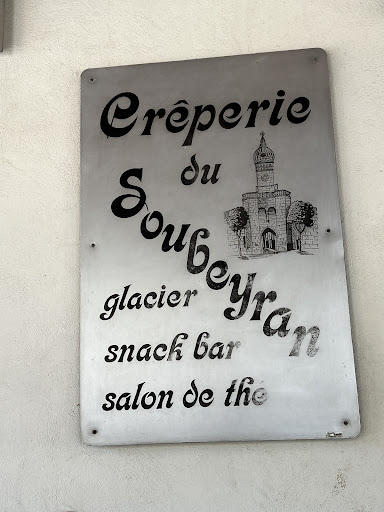 Crêperie
du
Soubeyran
glacier
snack bar
salon de thé